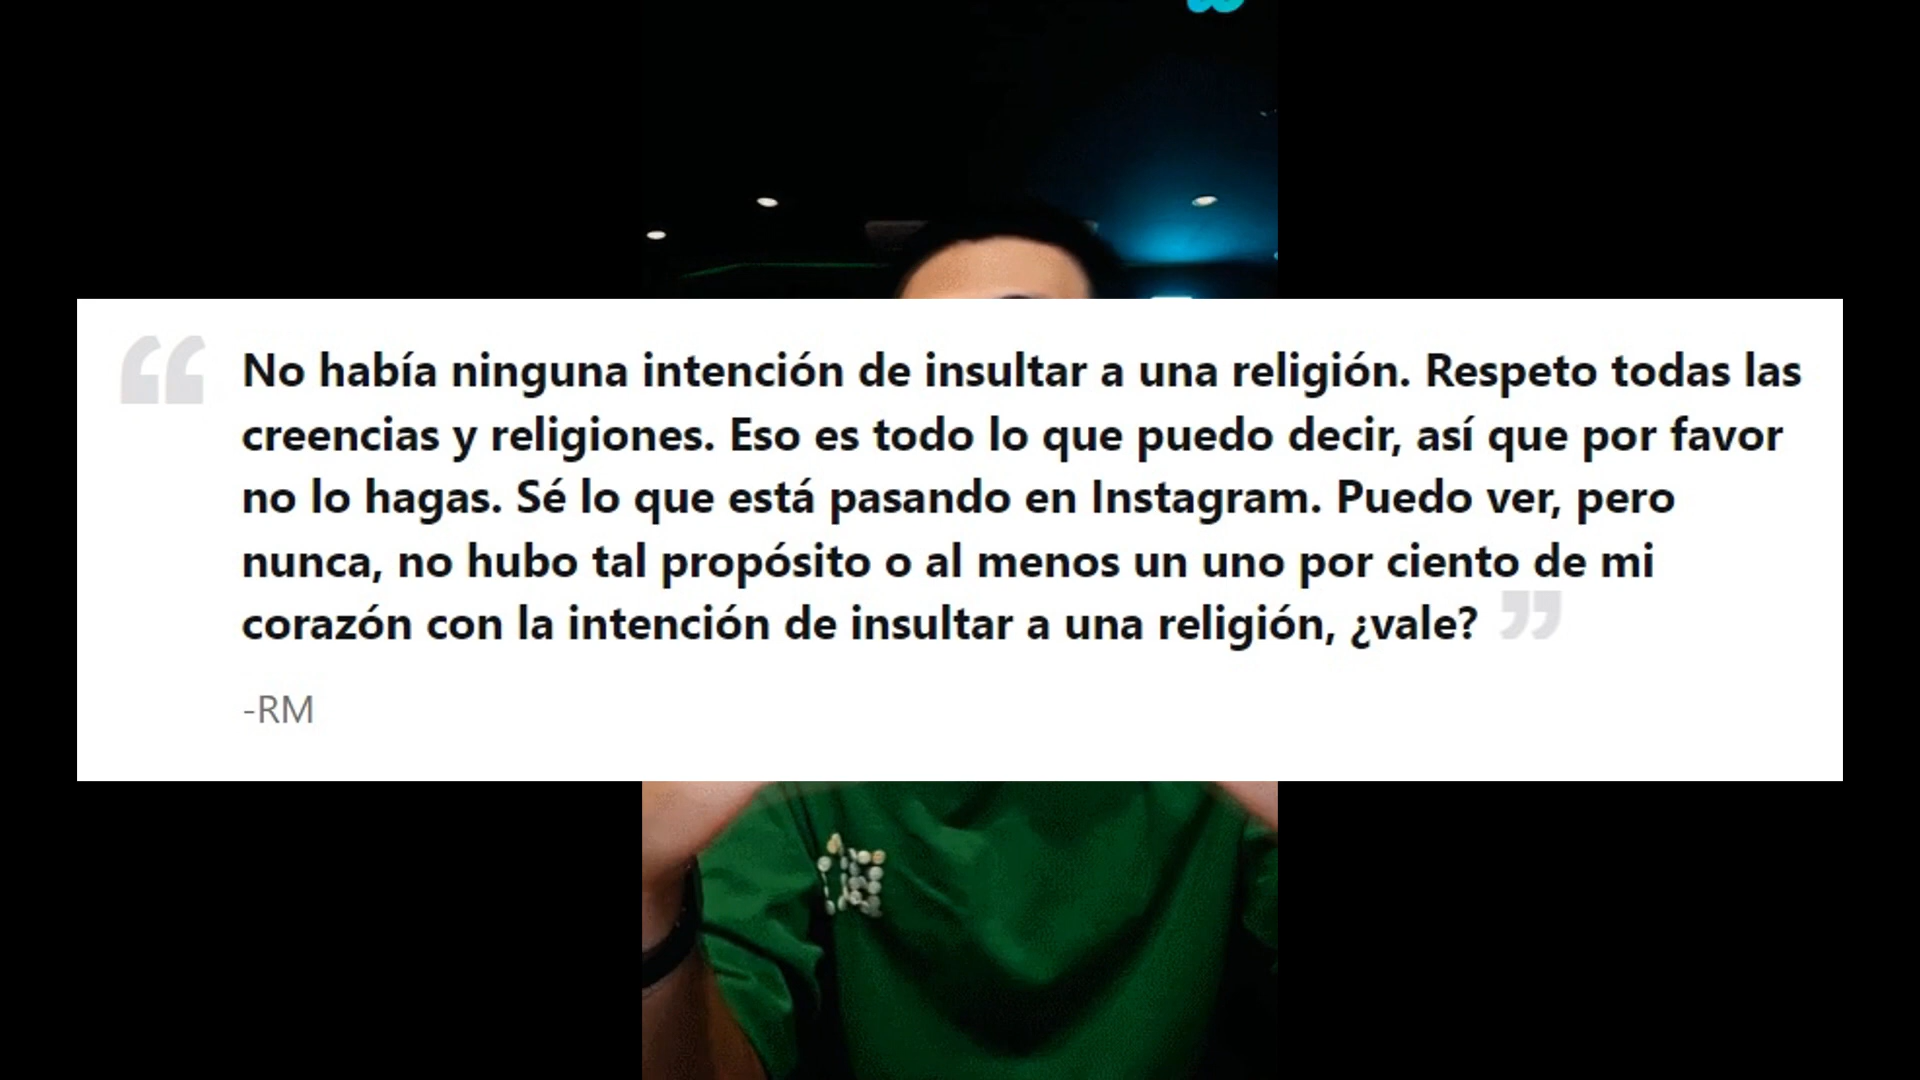 No había ninguna intención de insultar a una religión. Respeto todas las
creencias y religiones. Eso es todo lo que puedo decir, así que por favor
no lo hagas. Sé lo que está pasando en Instagram. Puedo ver, pero
nunca, no hubo tal propósito o al menos un uno por ciento de mi
corazón con la intención de insultar a una religión, ¿vale?
-RM